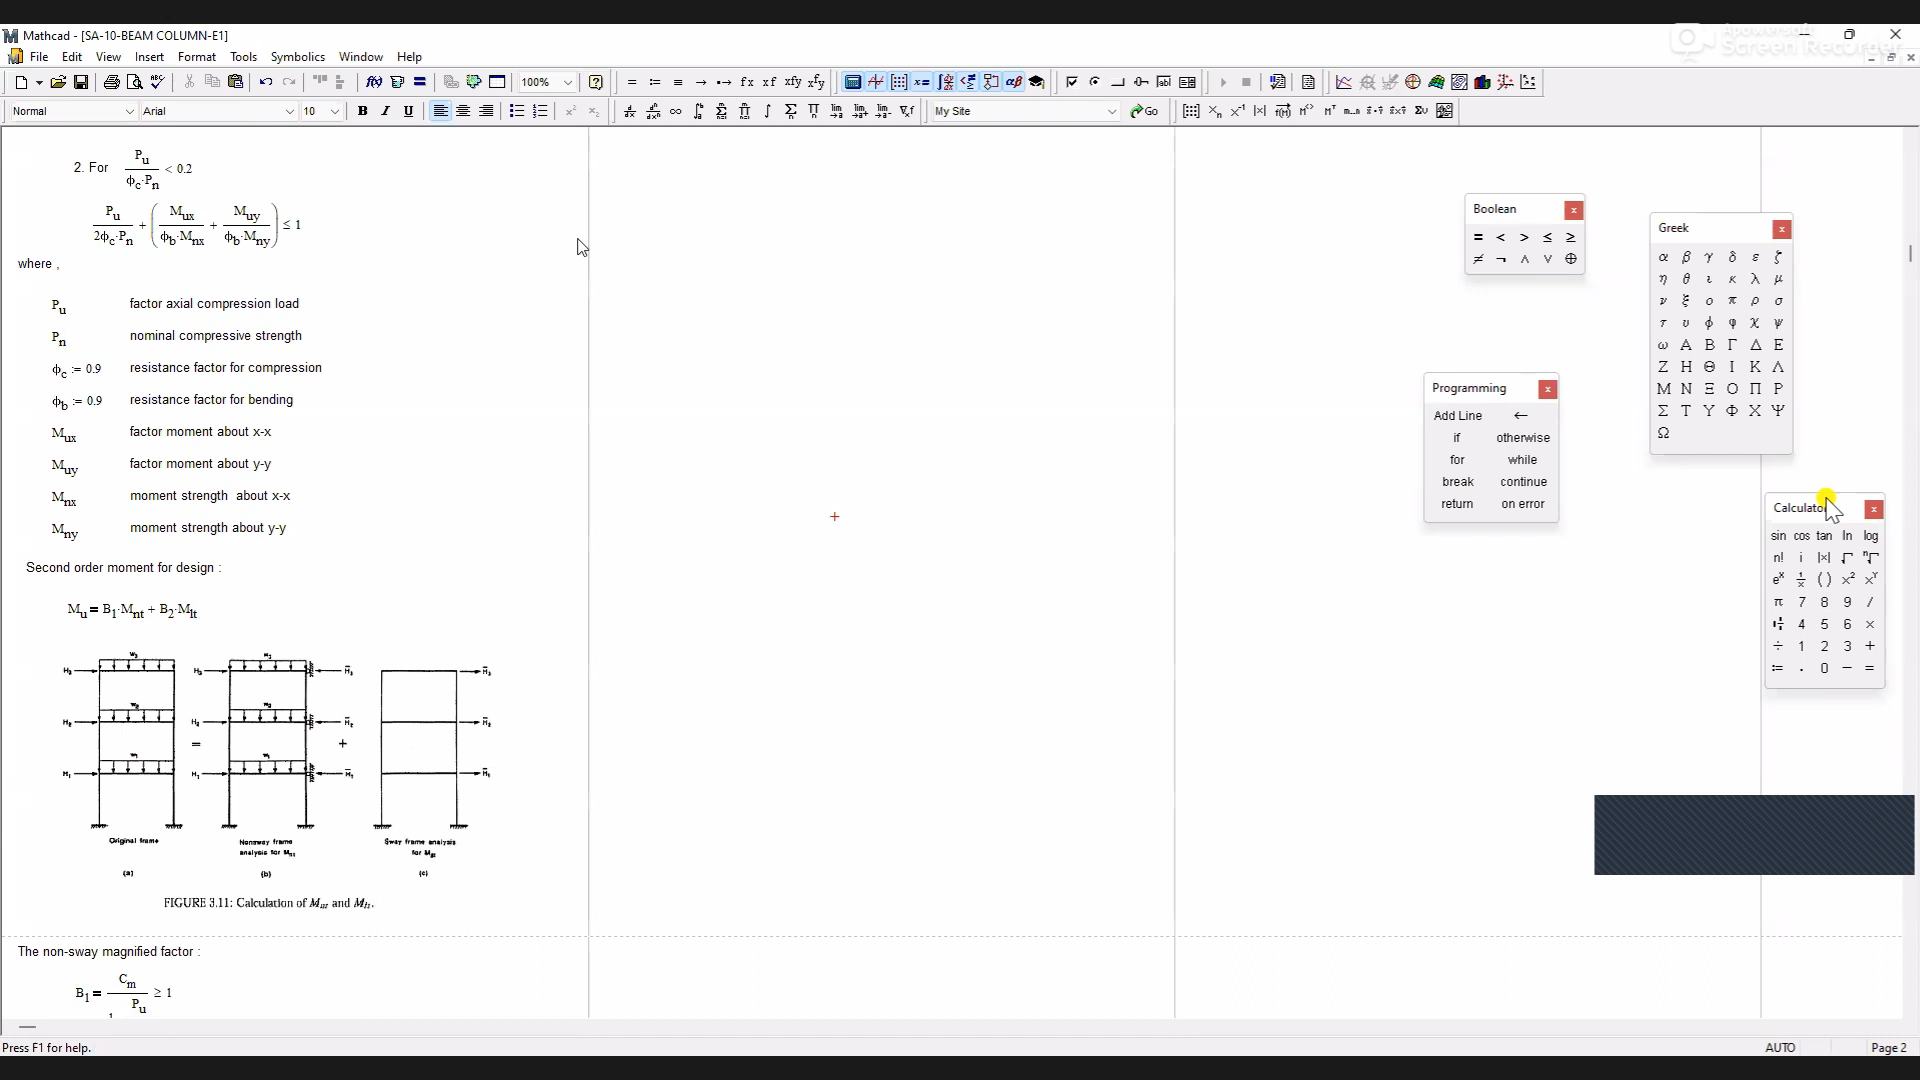 Mathcad - [SA-10-BEAM COLUMN-E1]
File Edit View Insert Format Tools Symbolics Window Help
100%
Normal Arial 10 B I U My Site Go
2. For Pu / ϕc·Pn < 0.2
Pu / 2ϕc·Pn + (Mux / ϕb·Mnx + Muy / ϕb·Mny) ≤ 1
where ,
Pu factor axial compression load
Pn nominal compressive strength
ϕc := 0.9 resistance factor for compression
ϕb := 0.9 resistance factor for bending
Mux factor moment about x-x
Muy factor moment about y-y
Mnx moment strength about x-x
Mny moment strength about y-y
Second order moment for design :
Mu = B1·Mnt + B2·Mlt
Original frame
(a)
Nonsway frame
analysis for Mnt
(b)
Sway frame analysis
(c)
FIGURE 3.11: Calculation of Mnt and Mlt.
The non-sway magnified factor :
B1 = Cm / 1 Pu ≥ 1
Boolean
= < > ≤ ≥
≠ ¬ ∧ ∨ ⊕
Greek
α β γ δ ε ζ
η θ ι κ λ μ
ν ξ ο π ρ σ
τ υ ϕ φ χ ψ
ω Α Β Γ Δ Ε
Ζ Η Θ Ι Κ Λ
Μ Ν Ξ Ο Π Ρ
Σ Τ Υ Φ Χ Ψ
Ω
Programming
Add Line ←
if otherwise
for while
break continue
return on error
Calculator
sin cos tan ln log
n! i |×| √ ⁿ√
eˣ 1/x ( ) x² xʸ
π 7 8 9 /
4 5 6 ×
÷ 1 2 3 +
:= . 0 − =
Apowersoft
Screen Recorder
Press F1 for help.
AUTO
Page 2